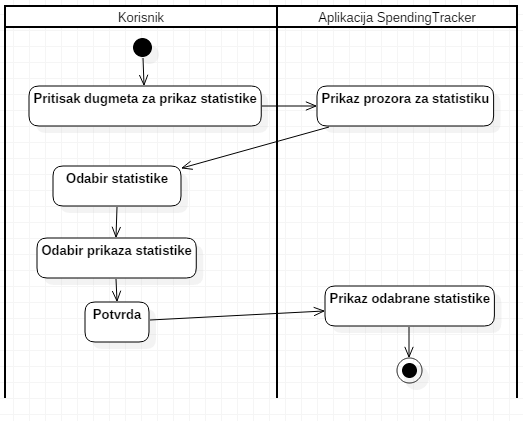 Korisnik
Aplikacija SpendingTracker
Pritisak dugmeta za prikaz statistike
Prikaz prozora za statistiku
Odabir statistike
Odabir prikaza statistike
Potvrda
Prikaz odabrane statistike